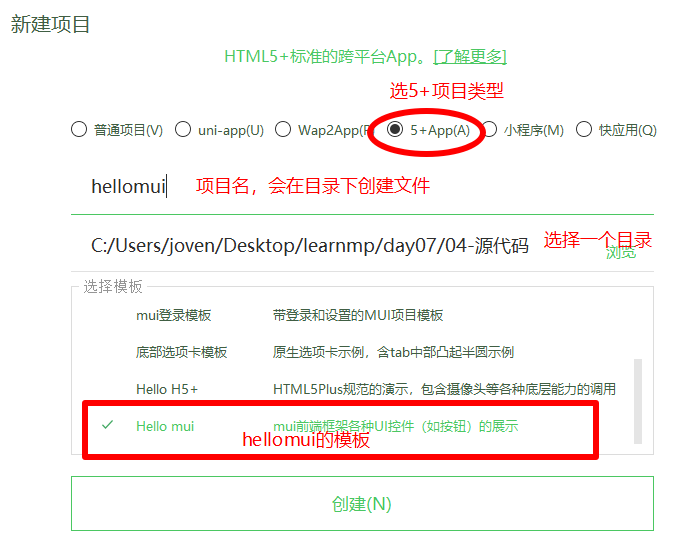 新建项目
HTML5+标准的跨平台App。[了解更多]
选5+项目类型
普通项目(V) uni-app(U) Wap2App(P 5+App(A) 小程序(M) 快应用(Q)
hellomui 项目名，会在目录下创建文件
C:/Users/joven/Desktop/learnmp/day07/04-源代码 选择一个目录
浏览
选择模板
mui登录模板 带登录和设置的MUI项目模板
底部选项卡模板 原生选项卡示例，含tab中部凸起半圆示例
Hello H5+ HTML5Plus规范的演示，包含摄像头等各种底层能力的调用
Hello mui mui前端框架各种UI控件（如按钮）的展示
hellomui的模板
创建(N)